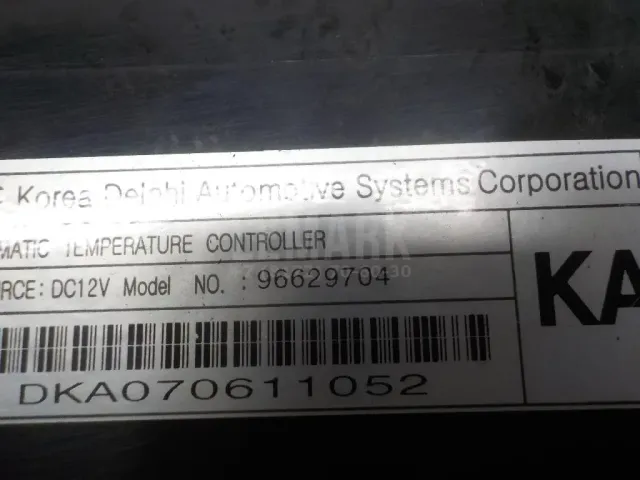 Korea Delphi Automotive Systems Corporation
MATIC TEMPERATURE CONTROLLER
RCE: DC12V Model NO. : 96629704
KA
DKA070611052